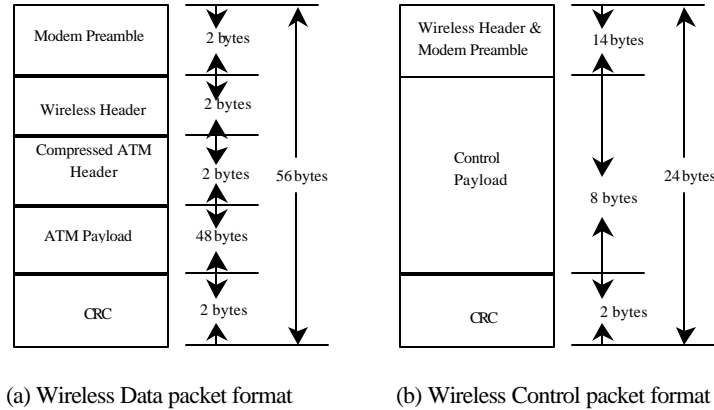 Modem Preamble
2 bytes
Wireless Header
2 bytes
Compressed ATM
Header
2 bytes
56 bytes
ATM Payload
48 bytes
CRC
2 bytes
(a) Wireless Data packet format
Wireless Header &
Modem Preamble
14 bytes
Control
Payload
8 bytes
24 bytes
CRC
2 bytes
(b) Wireless Control packet format